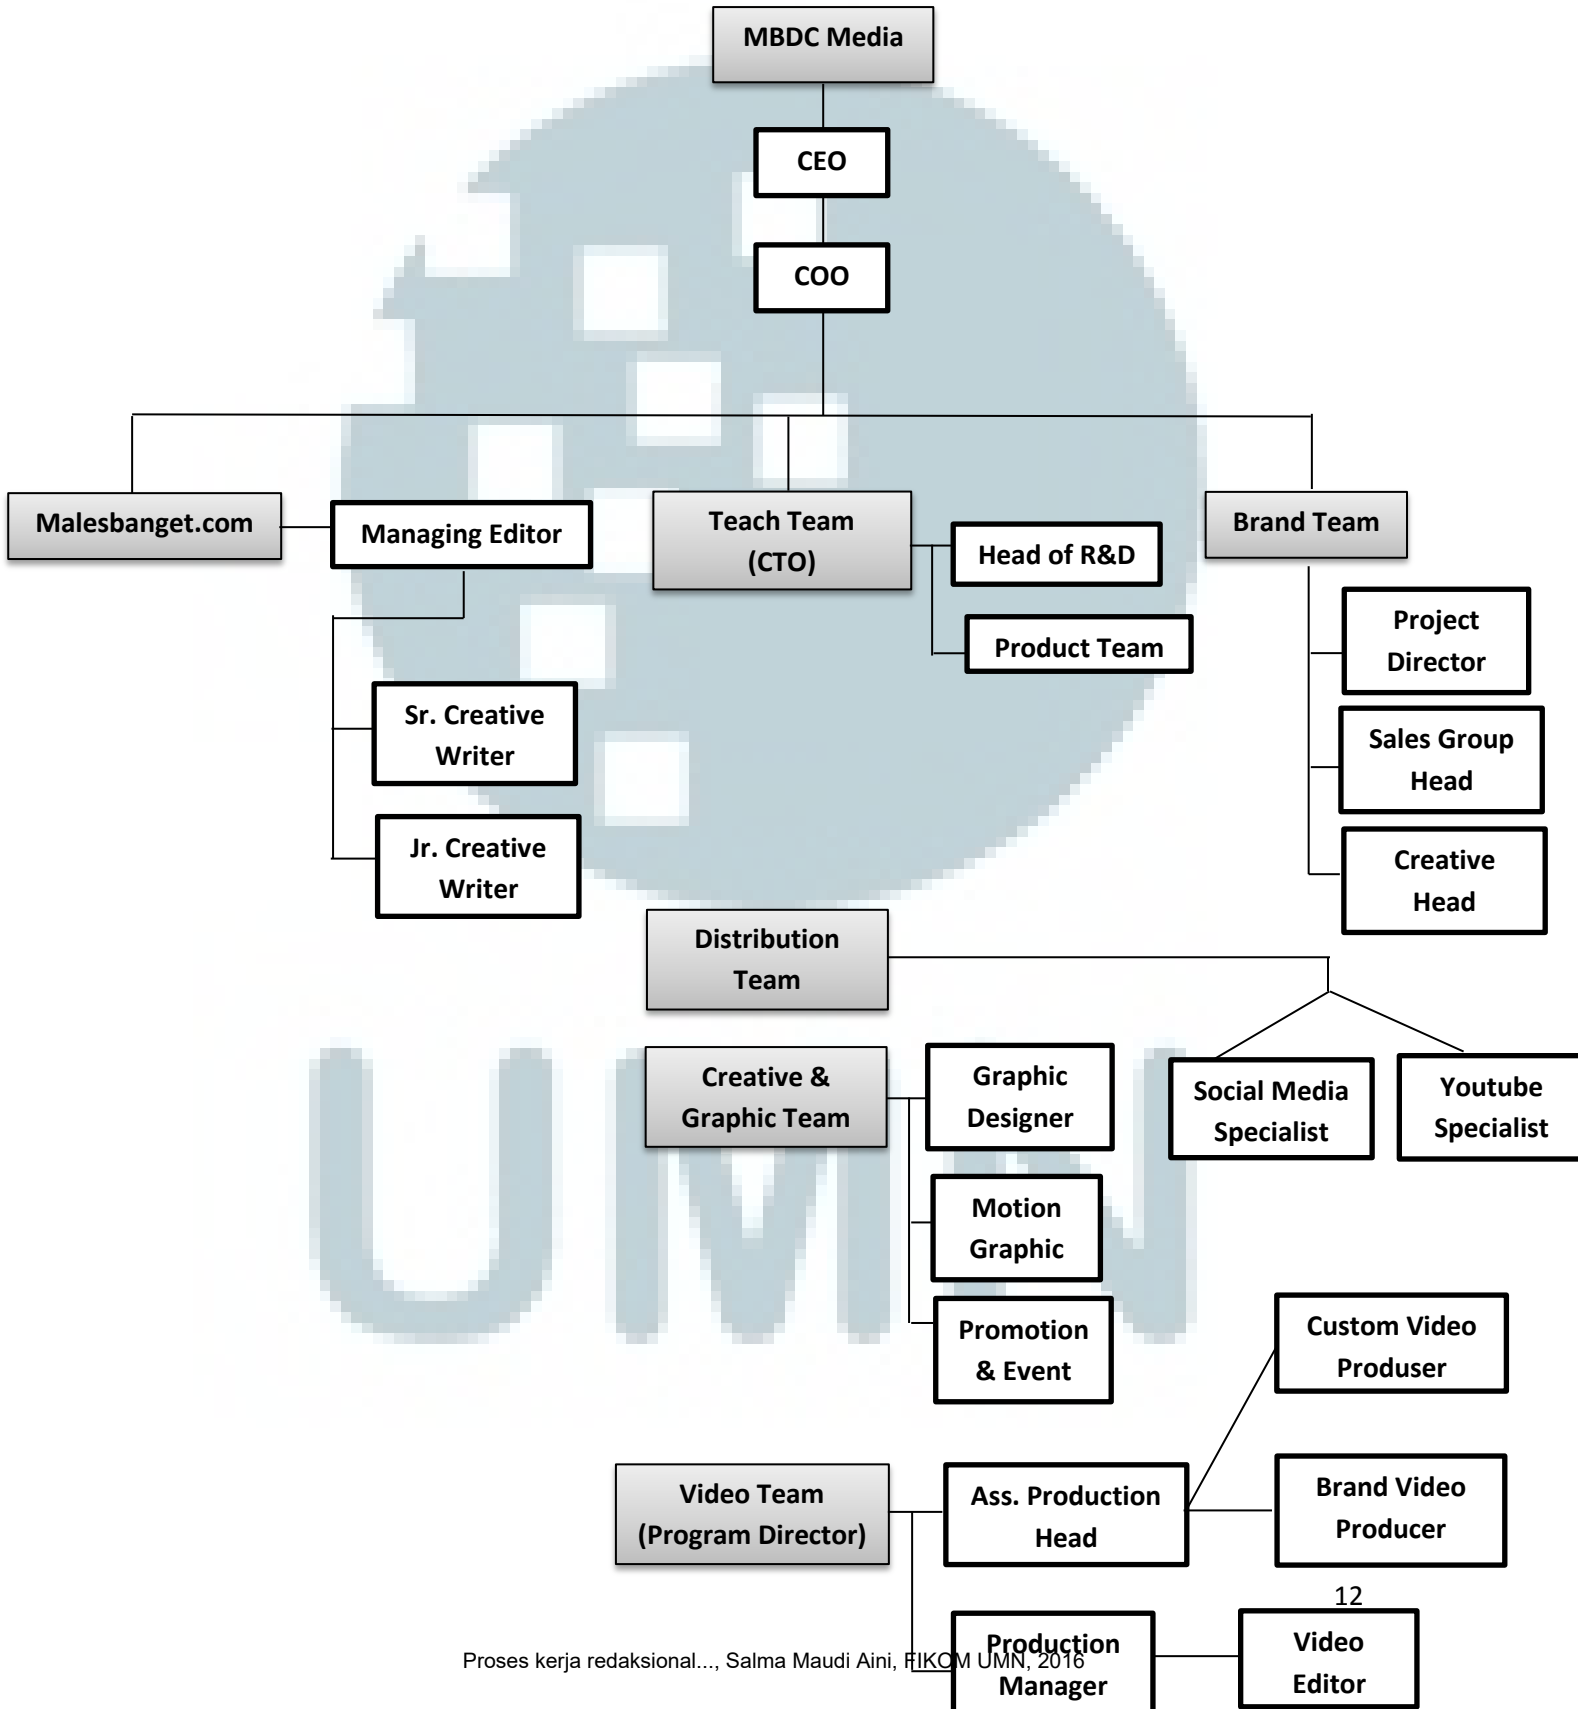 MBDC Media
CEO
COO
Malesbanget.com
Managing Editor
Teach Team
(CTO)
Head of R&D
Product Team
Brand Team
Project
Director
Sales Group
Head
Creative
Head
Sr. Creative
Writer
Jr. Creative
Writer
Distribution
Team
Social Media
Specialist
Youtube
Specialist
Creative &
Graphic Team
Graphic
Designer
Motion
Graphic
Promotion
& Event
UMN
Custom Video
Produser
Video Team
(Program Director)
Ass. Production
Head
Brand Video
Producer
12
Production
Manager
Video
Editor
Proses kerja redaksional..., Salma Maudi Aini, FIKOM UMN, 2016